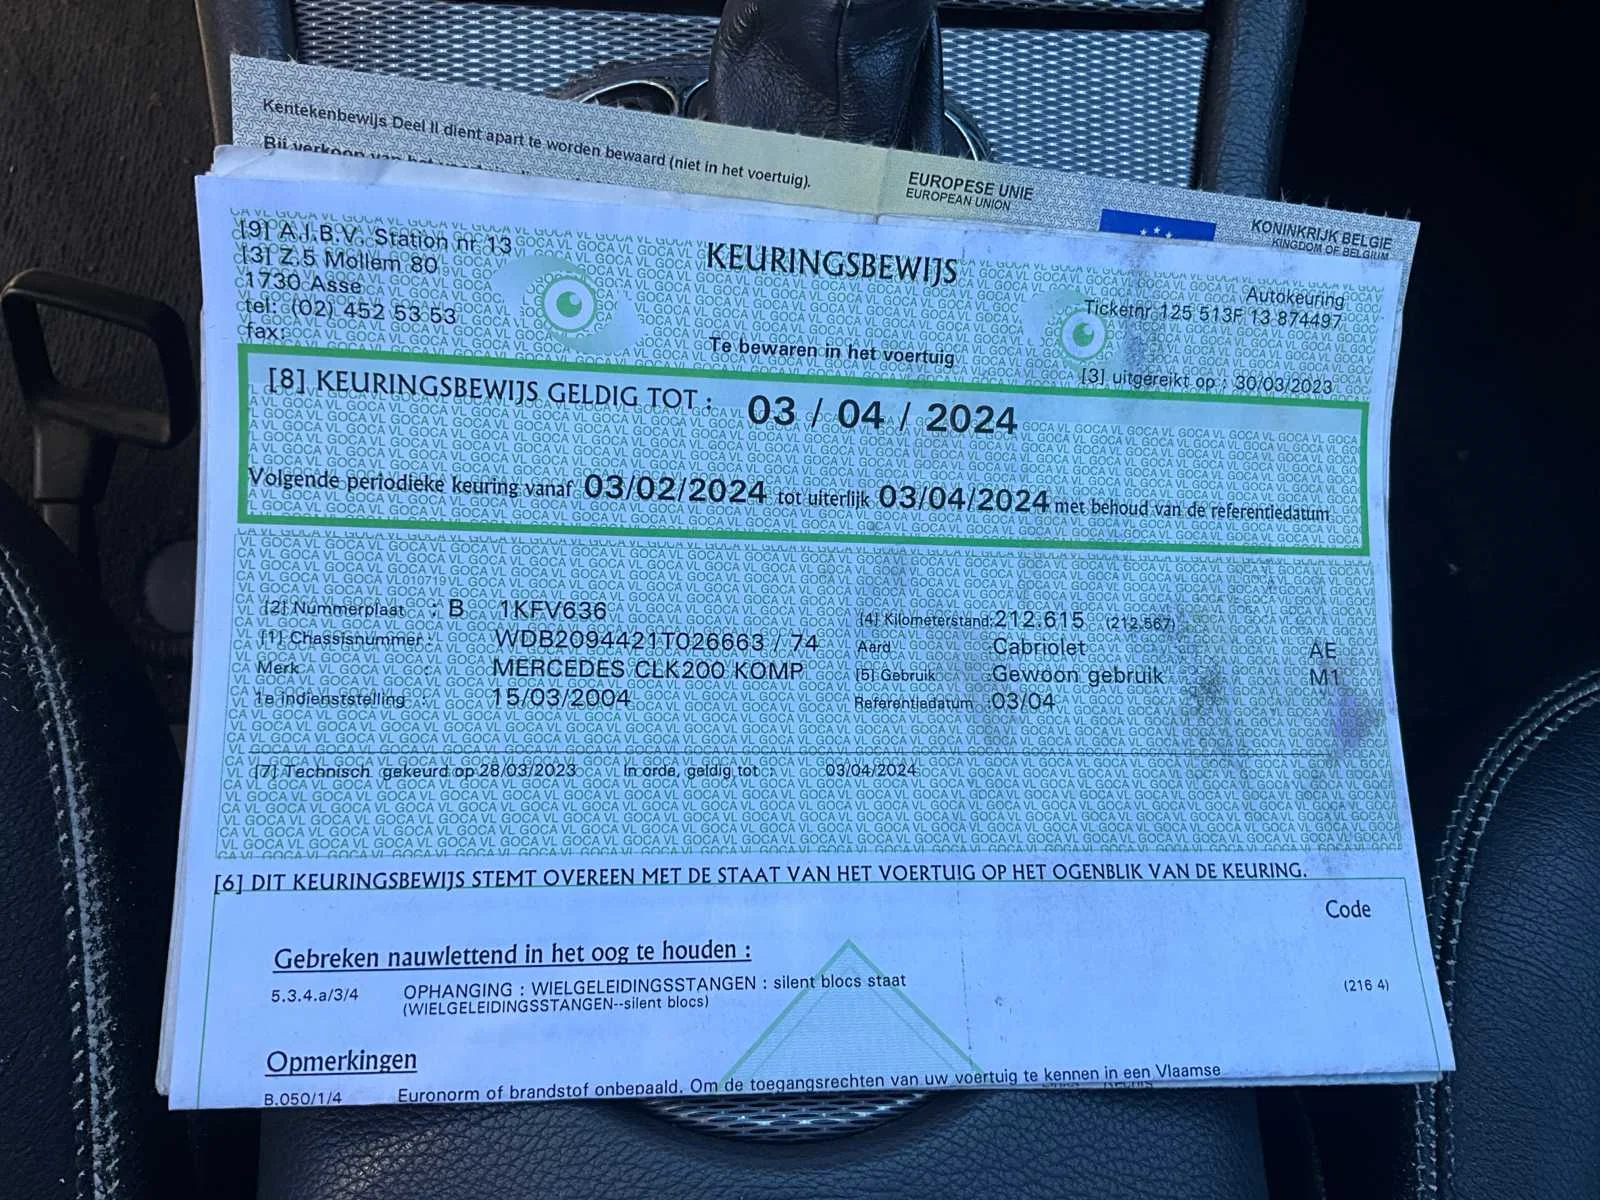 Kentekenbewijs Deel II dient apart te worden bewaard (niet in het voertuig).
Bij verkoop van het
EUROPESE UNIE
EUROPEAN UNION
KONINKRIJK BELGIE
KINGDOM OF BELGIUM
[9] A.I.B.V. Station nr 13
[3] Z.5 Mollem 80
1730 Asse
tel: (02) 452 53 53
fax:
KEURINGSBEWIJS
Te bewaren in het voertuig
Autokeuring
Ticketnr 125 513F 13 874497
[3] uitgereikt op : 30/03/2023
[8] KEURINGSBEWIJS GELDIG TOT : 03 / 04 / 2024
Volgende periodieke keuring vanaf 03/02/2024 tot uiterlijk 03/04/2024 met behoud van de referentiedatum
[2] Nummerplaat : B 1KFV636
[1] Chassisnummer : WDB2094421T026663 / 74
Merk : MERCEDES CLK200 KOMP
1e indienststelling : 15/03/2004
[4] Kilometerstand: 212.615 (212.567)
Aard : Cabriolet AE
[5] Gebruik : Gewoon gebruik M1
Referentiedatum : 03/04
[7] Technisch gekeurd op 28/03/2023 In orde, geldig tot : 03/04/2024
[6] DIT KEURINGSBEWIJS STEMT OVEREEN MET DE STAAT VAN HET VOERTUIG OP HET OGENBLIK VAN DE KEURING.
Code
Gebreken nauwlettend in het oog te houden :
5.3.4.a/3/4 OPHANGING : WIELGELEIDINGSSTANGEN : silent blocs staat (216 4)
(WIELGELEIDINGSSTANGEN--silent blocs)
Opmerkingen
B.050/1/4 Euronorm of brandstof onbepaald. Om de toegangsrechten van uw voertuig te kennen in een Vlaamse